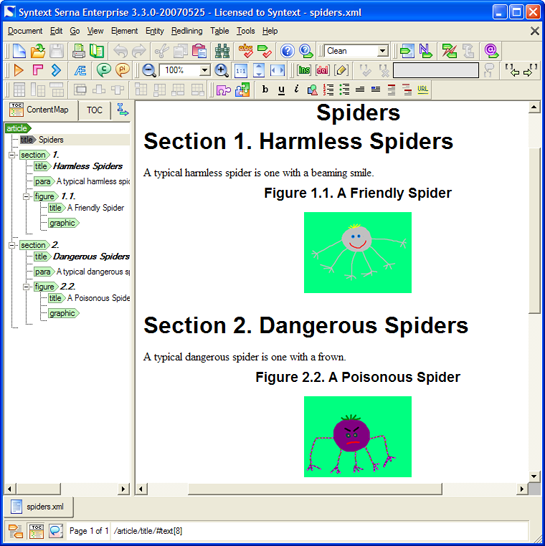 Syntext Serna Enterprise 3.3.0-20070525 - Licensed to Syntext - spiders.xml
Document Edit Go View Element Entity Redlining Table Tools Help
Clean
100%
ins del
b u i
ContentMap TOC
article
title Spiders
section 1.
title Harmless Spiders
para A typical harmless spid
figure 1.1.
title A Friendly Spider
graphic
section 2.
title Dangerous Spiders
para A typical dangerous s
figure 2.2.
title A Poisonous Spide
graphic
Spiders
Section 1. Harmless Spiders
A typical harmless spider is one with a beaming smile.
Figure 1.1. A Friendly Spider
Section 2. Dangerous Spiders
A typical dangerous spider is one with a frown.
Figure 2.2. A Poisonous Spider
spiders.xml
TOC
Page 1 of 1 /article/title/#text[8]